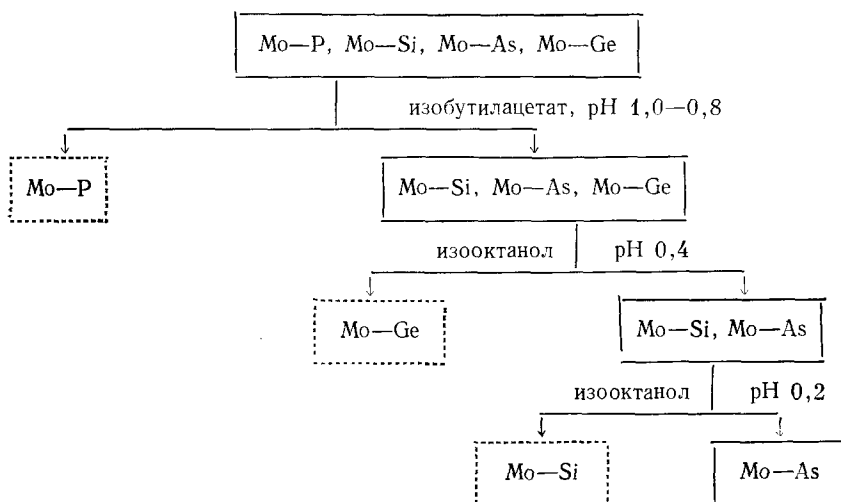 Mo—P, Mo—Si, Mo—As, Mo—Ge
изобутилацетат, pH 1,0—0,8
Mo—P
Mo—Si, Mo—As, Mo—Ge
изооктанол pH 0,4
Mo—Ge
Mo—Si, Mo—As
изооктанол pH 0,2
Mo—Si
Mo—As